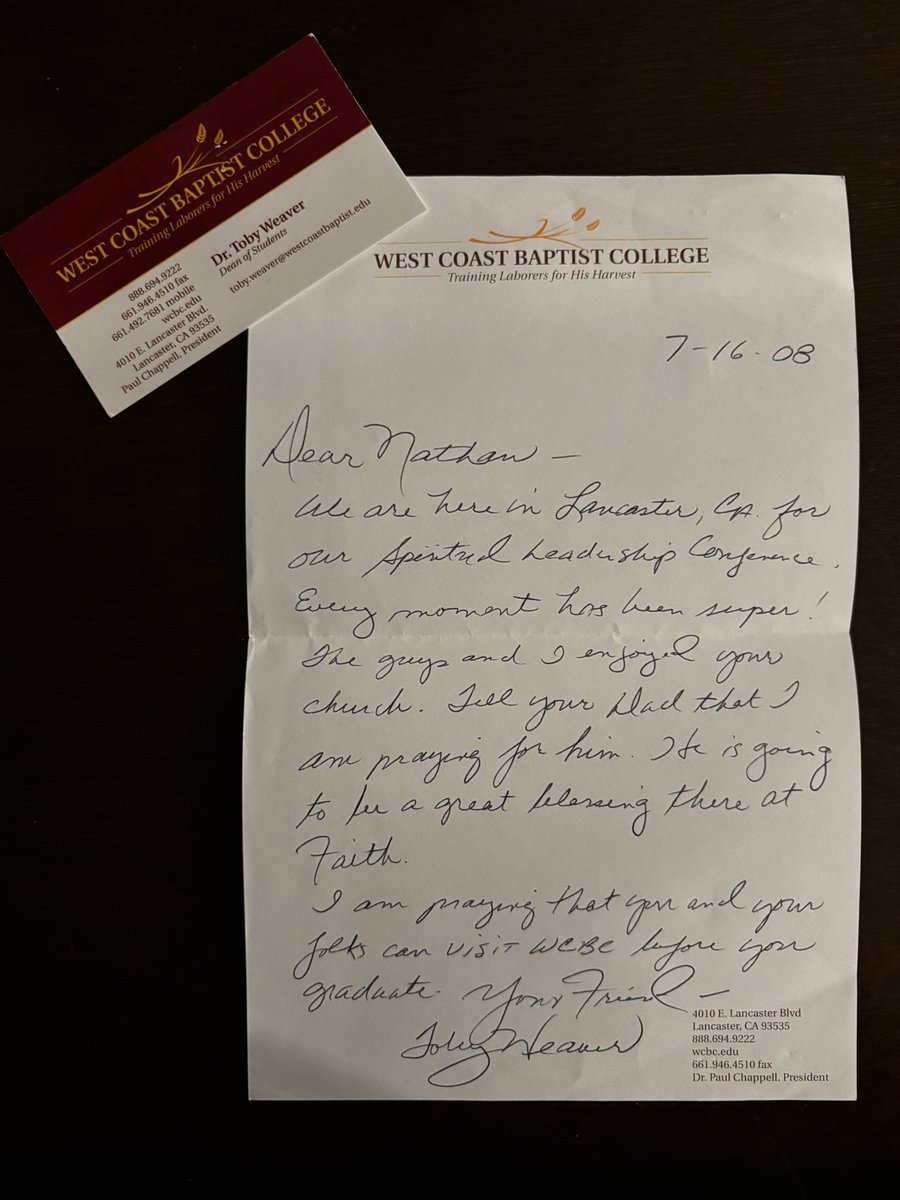 WEST COAST BAPTIST COLLEGE
Training Laborers for His Harvest
Dr. Toby Weaver
Dean of Students
toby.weaver@westcoastbaptist.edu
888.694.9222
661.946.4510 fax
661.492.7681 mobile
wcbc.edu
4010 E. Lancaster Blvd.
Lancaster, CA 93535
Paul Chappell, President
WEST COAST BAPTIST COLLEGE
Training Laborers for His Harvest
7-16-08
Dear Nathan -
We are here in Lancaster, CA. for
our Spiritual Leadership Conference.
Every moment has been super!
The guys and I enjoyed your
church. Tell your Dad that I
am praying for him. He is going
to be a great blessing there at
Faith.
I am praying that you and your
folks can visit WCBC before you
graduate. Your Friend -
Toby Weaver
4010 E. Lancaster Blvd
Lancaster, CA 93535
888.694.9222
wcbc.edu
661.946.4510 fax
Dr. Paul Chappell, President